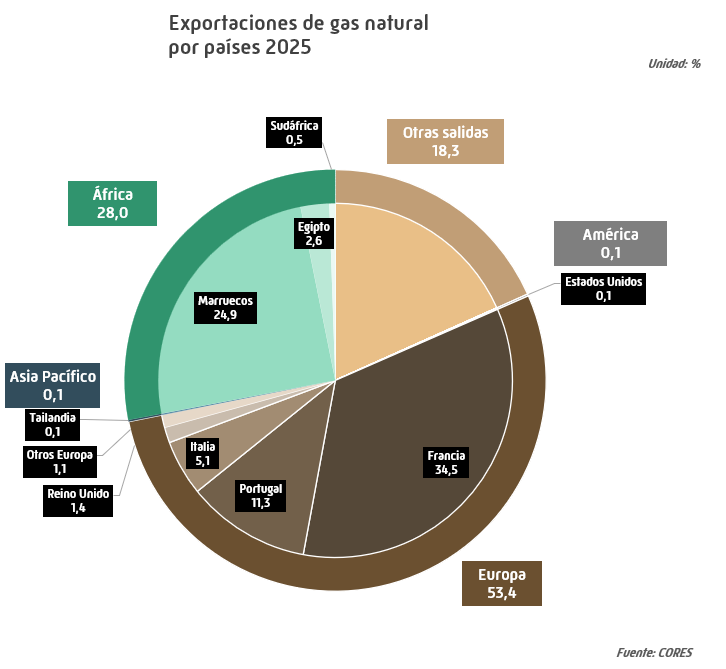 Exportaciones de gas natural
por países 2025
Unidad: %
Sudáfrica
0,5
Otras salidas
18,3
África
28,0
Egipto
2,6
América
0,1
Estados Unidos
0,1
Marruecos
24,9
Asia Pacífico
0,1
Tailandia
0,1
Otros Europa
1,1
Italia
5,1
Francia
34,5
Reino Unido
1,4
Portugal
11,3
Europa
53,4
Fuente: CORES